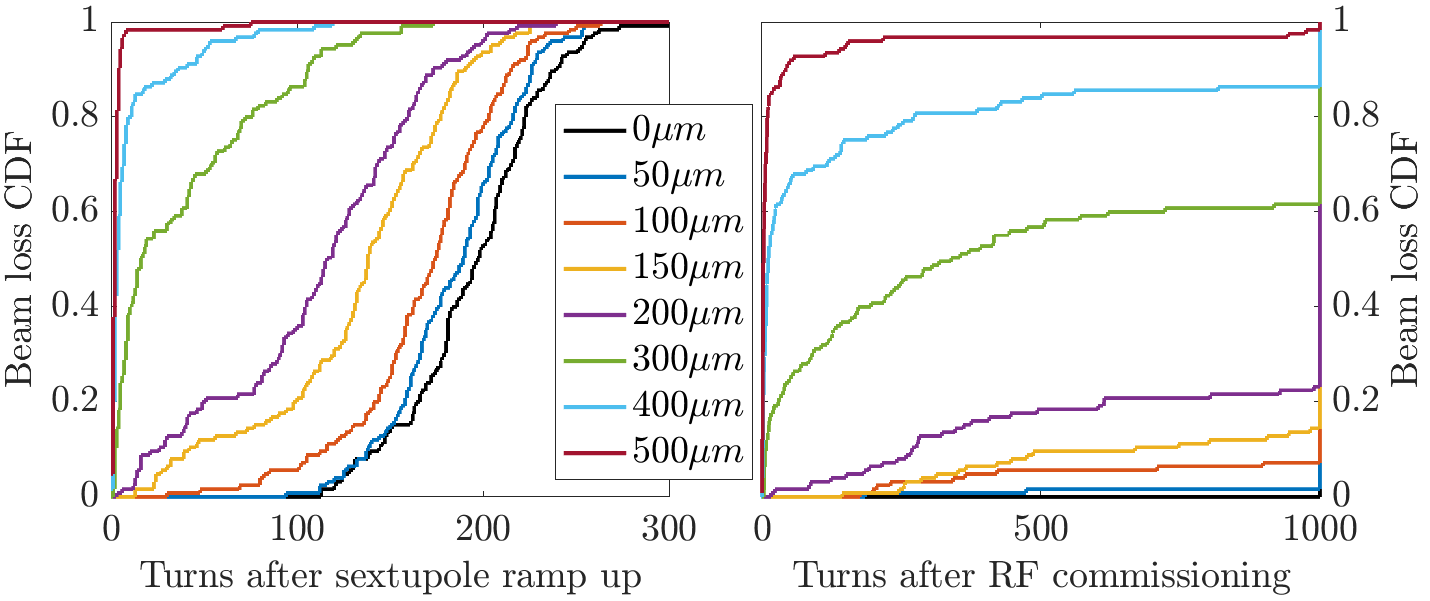 Beam loss CDF
1
0.8
0.6
0.4
0.2
0
0 100 200 300
Turns after sextupole ramp up
0μm
50μm
100μm
150μm
200μm
300μm
400μm
500μm
0 500 1000
Turns after RF commissioning
1
0.8
0.6
0.4
0.2
0
Beam loss CDF